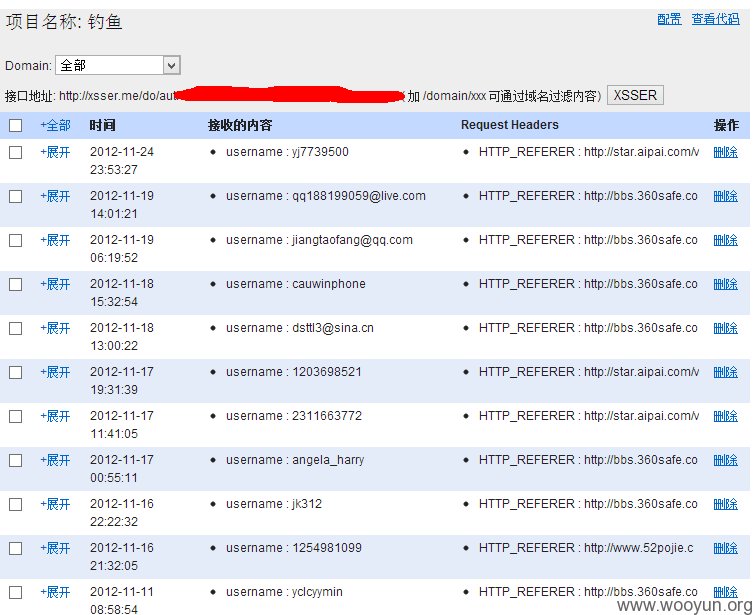 项目名称: 钓鱼
配置 查看代码
Domain: 全部
接口地址: http://xsser.me/do/aut 加 /domain/xxx 可通过域名过滤内容) XSSER
+全部 时间 接收的内容 Request Headers 操作
+展开 2012-11-24 username : yj7739500 HTTP_REFERER : http://star.aipai.com/v 删除
23:53:27
+展开 2012-11-19 username : qq188199059@live.com HTTP_REFERER : http://bbs.360safe.co 删除
14:01:21
+展开 2012-11-19 username : jiangtaofang@qq.com HTTP_REFERER : http://bbs.360safe.co 删除
06:19:52
+展开 2012-11-18 username : cauwinphone HTTP_REFERER : http://bbs.360safe.co 删除
15:32:54
+展开 2012-11-18 username : dsttl3@sina.cn HTTP_REFERER : http://bbs.360safe.co 删除
13:00:22
+展开 2012-11-17 username : 1203698521 HTTP_REFERER : http://star.aipai.com/v 删除
19:31:39
+展开 2012-11-17 username : 2311663772 HTTP_REFERER : http://star.aipai.com/v 删除
11:41:05
+展开 2012-11-17 username : angela_harry HTTP_REFERER : http://bbs.360safe.co 删除
00:55:11
+展开 2012-11-16 username : jk312 HTTP_REFERER : http://bbs.360safe.co 删除
22:22:32
+展开 2012-11-16 username : 1254981099 HTTP_REFERER : http://www.52pojie.c 删除
21:32:05
+展开 2012-11-11 username : yclcyymin HTTP_REFERER : http://bbs.360safe.co 删除
08:58:54
www.wooyun.org